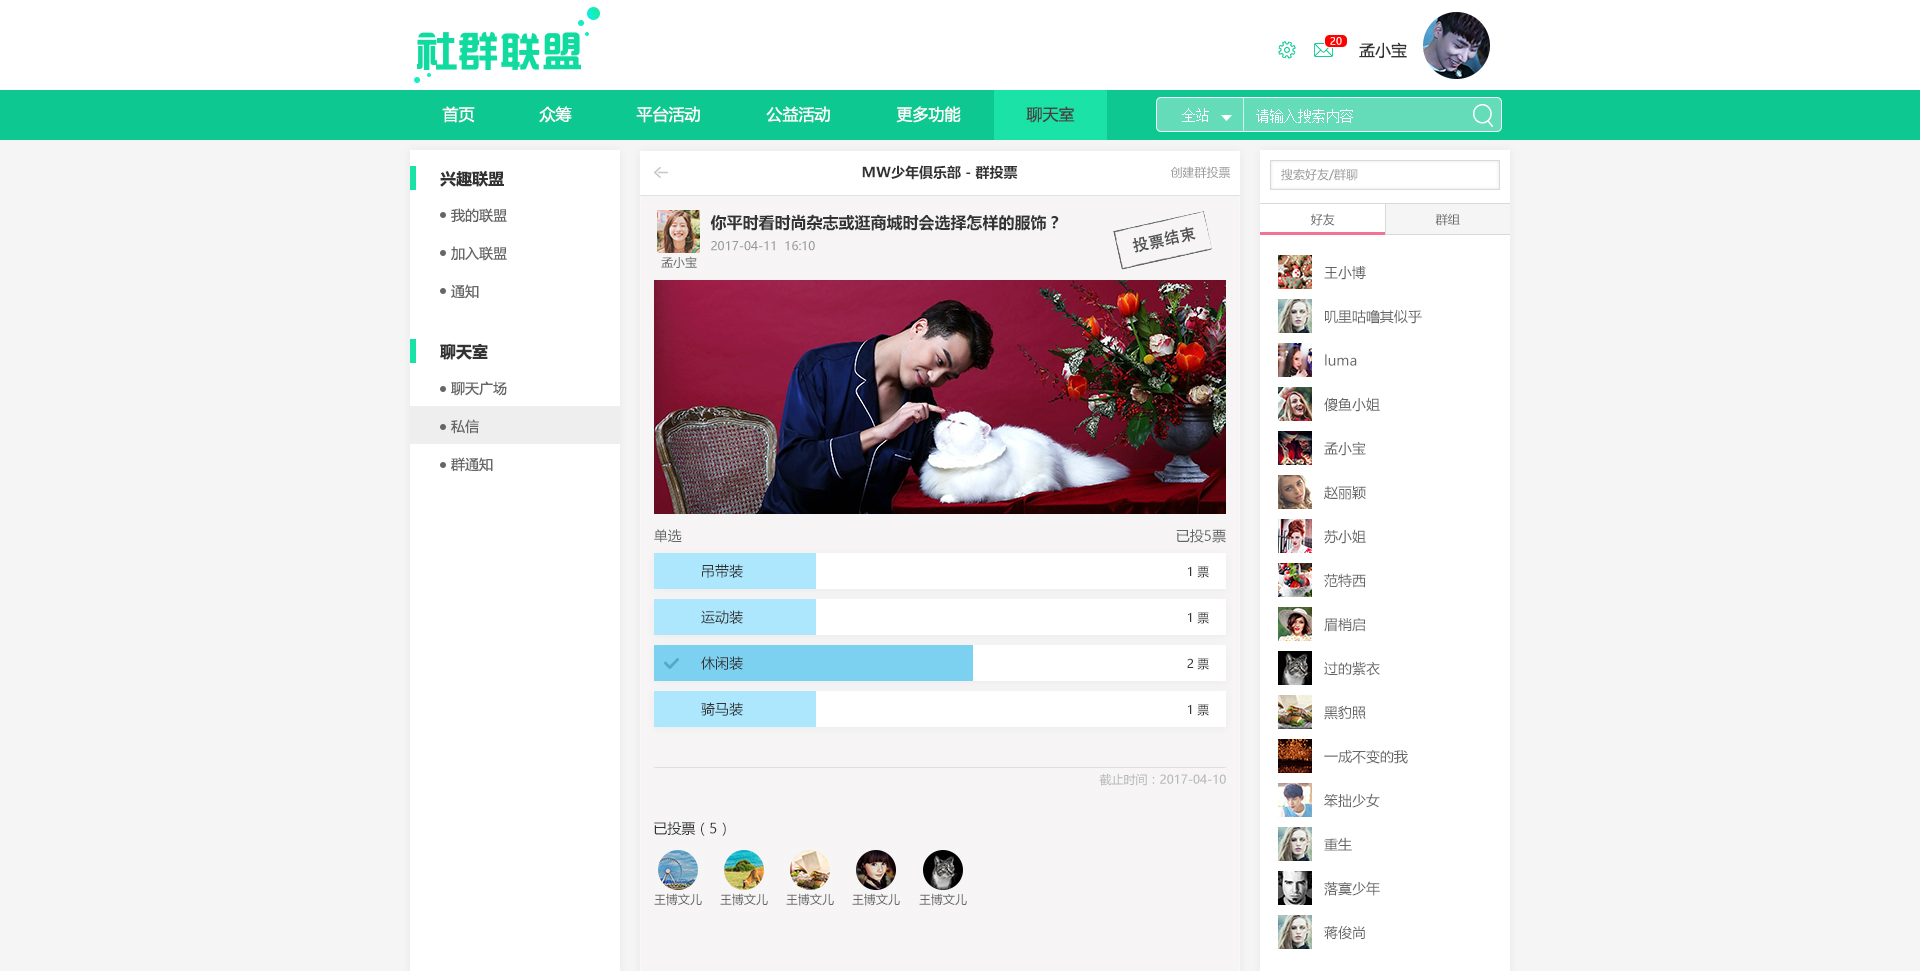 社群联盟
20
孟小宝
首页
众筹
平台活动
公益活动
更多功能
聊天室
全站
请输入搜索内容
兴趣联盟
我的联盟
加入联盟
通知
聊天室
聊天广场
私信
群通知
MW少年俱乐部 - 群投票
创建群投票
你平时看时尚杂志或逛商城时会选择怎样的服饰？
2017-04-11 16:10
孟小宝
投票结束
单选
已投5票
吊带装
1 票
运动装
1 票
休闲装
2 票
骑马装
1 票
截止时间：2017-04-10
已投票（5）
王博文儿
王博文儿
王博文儿
王博文儿
王博文儿
搜索好友/群聊
好友
群组
王小博
叽里咕噜其似乎
luma
傻鱼小姐
孟小宝
赵丽颖
苏小姐
范特西
眉梢启
过的紫衣
黑豹照
一成不变的我
笨拙少女
重生
落寞少年
蒋俊尚